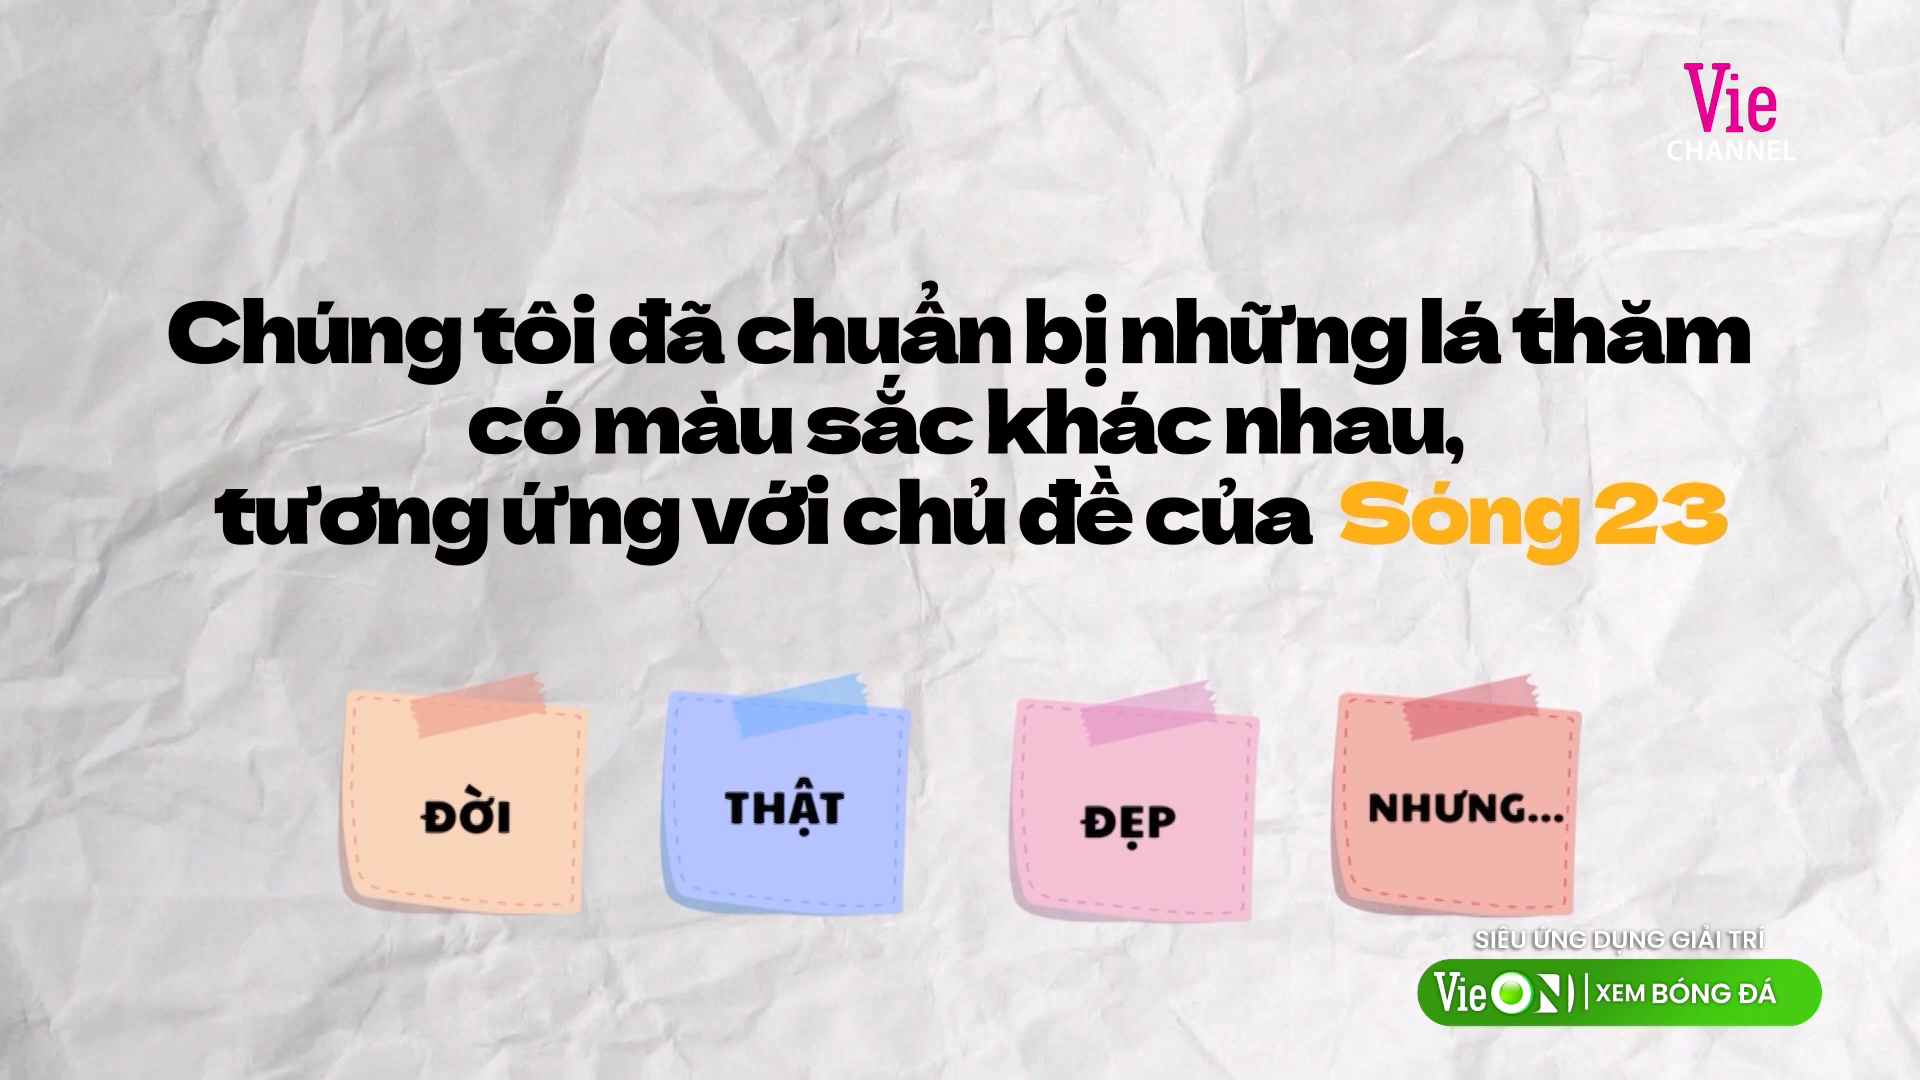 Vie
CHANNEL
Chúng tôi đã chuẩn bị những lá thăm
có màu sắc khác nhau,
tương ứng với chủ đề của Sóng 23
ĐỜI
THẬT
ĐẸP
NHƯNG...
SIÊU ỨNG DỤNG GIẢI TRÍ
VieON | XEM BÓNG ĐÁ